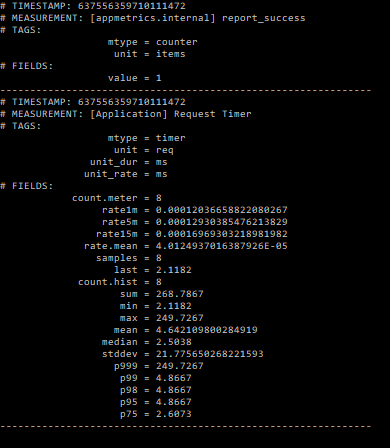 # TIMESTAMP: 637556359710111472
# MEASUREMENT: [appmetrics.internal] report_success
# TAGS:
mtype = counter
unit = items
# FIELDS:
value = 1
--------------------------------------------------------------
# TIMESTAMP: 637556359710111472
# MEASUREMENT: [Application] Request Timer
# TAGS:
mtype = timer
unit = req
unit_dur = ms
unit_rate = ms
# FIELDS:
count.meter = 8
rate1m = 0.00012036658822080267
rate5m = 0.00012930385476213829
rate15m = 0.00016969303218981982
rate.mean = 4.0124937016387926E-05
samples = 8
last = 2.1182
count.hist = 8
sum = 268.7867
min = 2.1182
max = 249.7267
mean = 4.642109800284919
median = 2.5038
stddev = 21.775650268221593
p999 = 249.7267
p99 = 4.8667
p98 = 4.8667
p95 = 4.8667
p75 = 2.6073
--------------------------------------------------------------